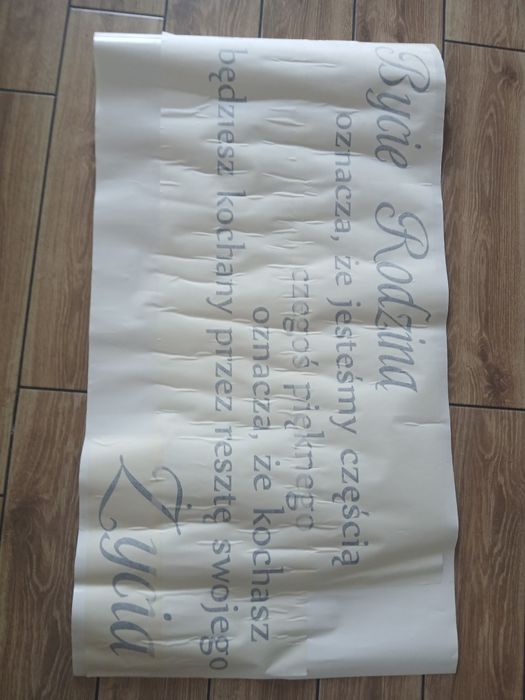 Bycie Rodziną
oznacza, że jesteśmy częścią
czegoś pięknego
oznacza, że kochasz
będziesz kochany przez resztę swojego
Życia